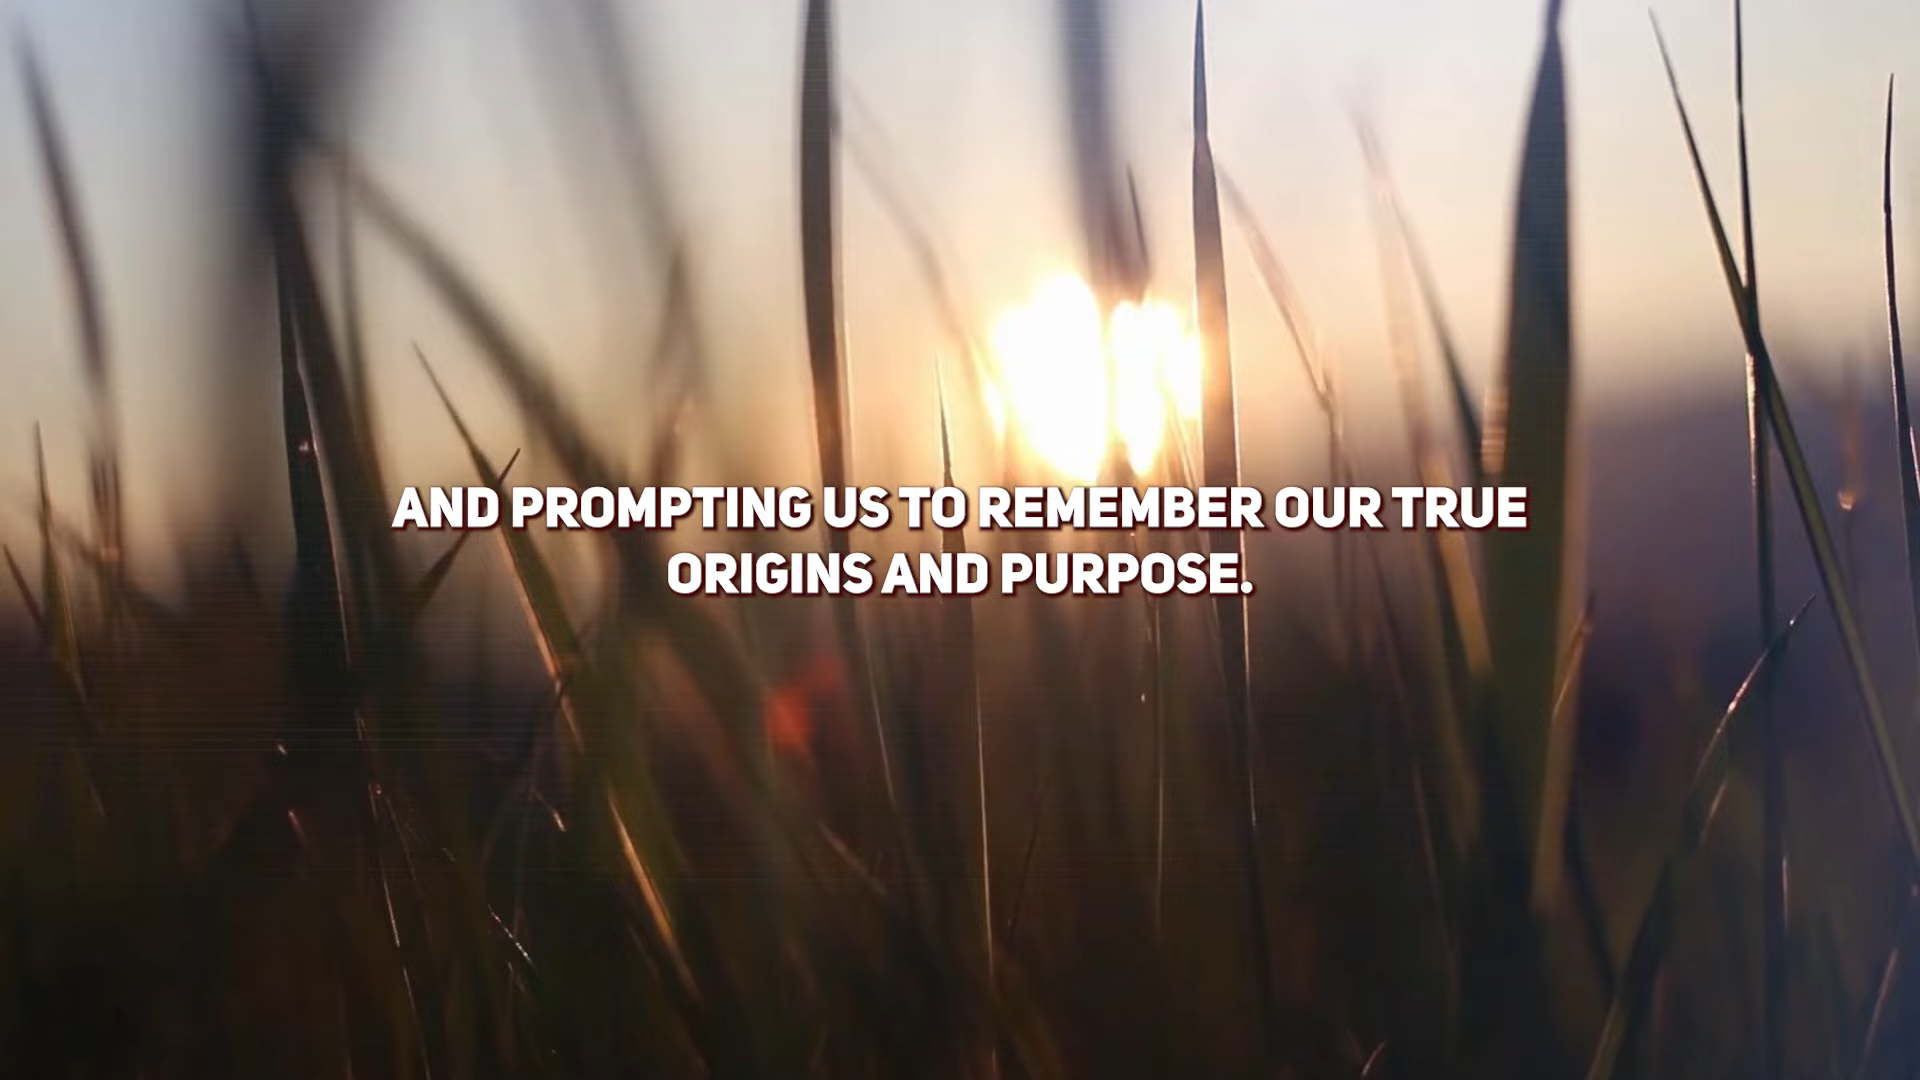 AND PROMPTING US TO REMEMBER OUR TRUE
ORIGINS AND PURPOSE.